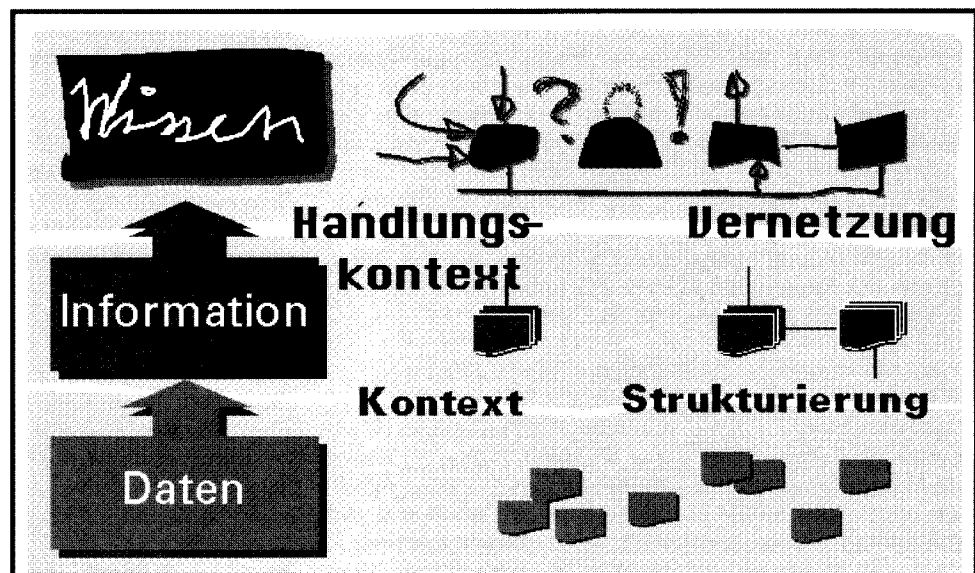 Wissen
? !
Handlungs-
kontext
Vernetzung
Information
Kontext
Strukturierung
Daten